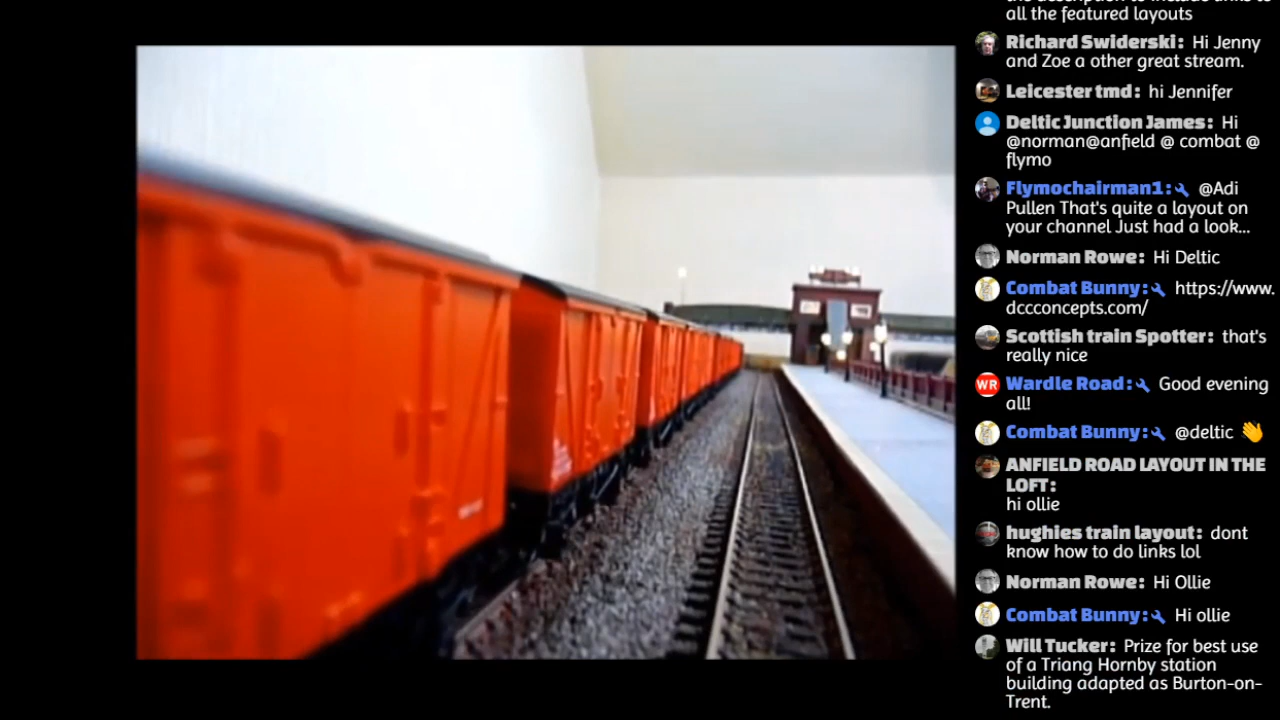 all the featured layouts
Richard Swiderski: Hi Jenny
and Zoe a other great stream.
Leicester tmd: hi Jennifer
Deltic Junction James: Hi
@norman@anfield @ combat @
flymo
Flymochairman1: @Adi
Pullen That's quite a layout on
your channel Just had a look...
Norman Rowe: Hi Deltic
Combat Bunny: https://www.
dccconcepts.com/
Scottish train Spotter: that's
really nice
WR Wardle Road: Good evening
all!
Combat Bunny: @deltic 👋
ANFIELD ROAD LAYOUT IN THE
LOFT:
hi ollie
hughies train layout: dont
know how to do links lol
Norman Rowe: Hi Ollie
Combat Bunny: Hi ollie
Will Tucker: Prize for best use
of a Triang Hornby station
building adapted as Burton-on-
Trent.